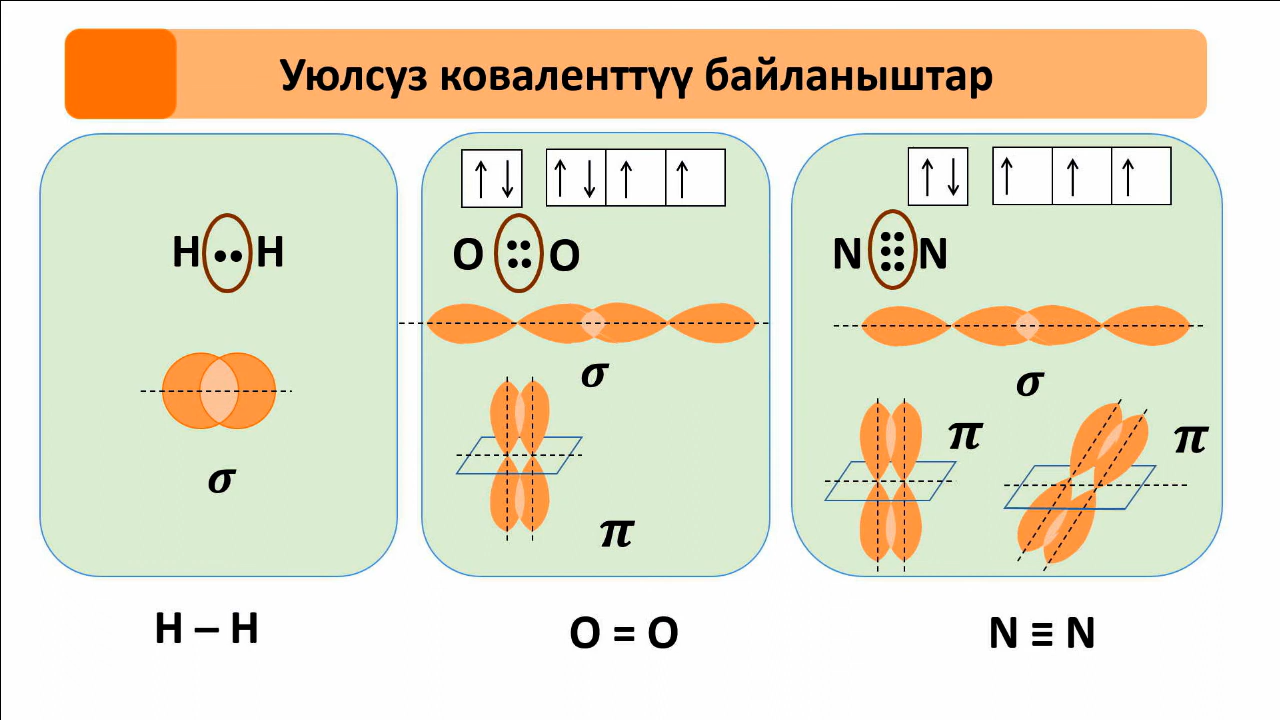 Уюлсуз коваленттүү байланыштар
H •• H
σ
H – H
↑ ↓ ↑ ↓ ↑ ↑
O :: O
σ
π
O = O
↑ ↓ ↑ ↑ ↑
N ⋮⋮ N
σ
π
π
N ≡ N